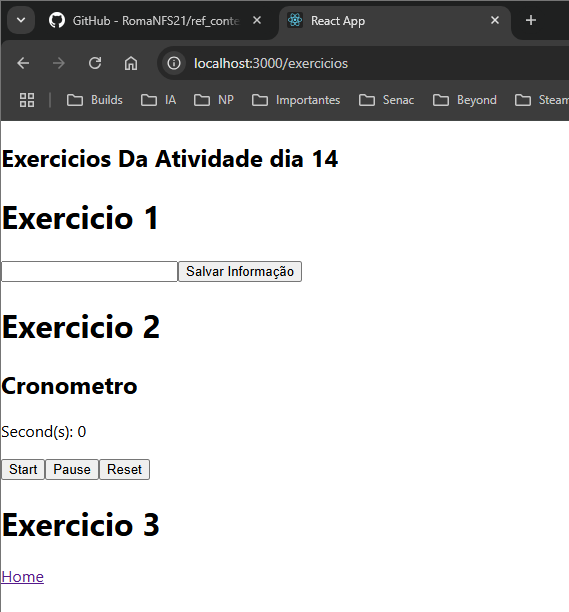 GitHub - RomaNFS21/ref_conte
React App
localhost:3000/exercicios
Builds IA NP Importantes Senac Beyond Steam
Exercicios Da Atividade dia 14
Exercicio 1
Salvar Informação
Exercicio 2
Cronometro
Second(s): 0
Start Pause Reset
Exercicio 3
Home